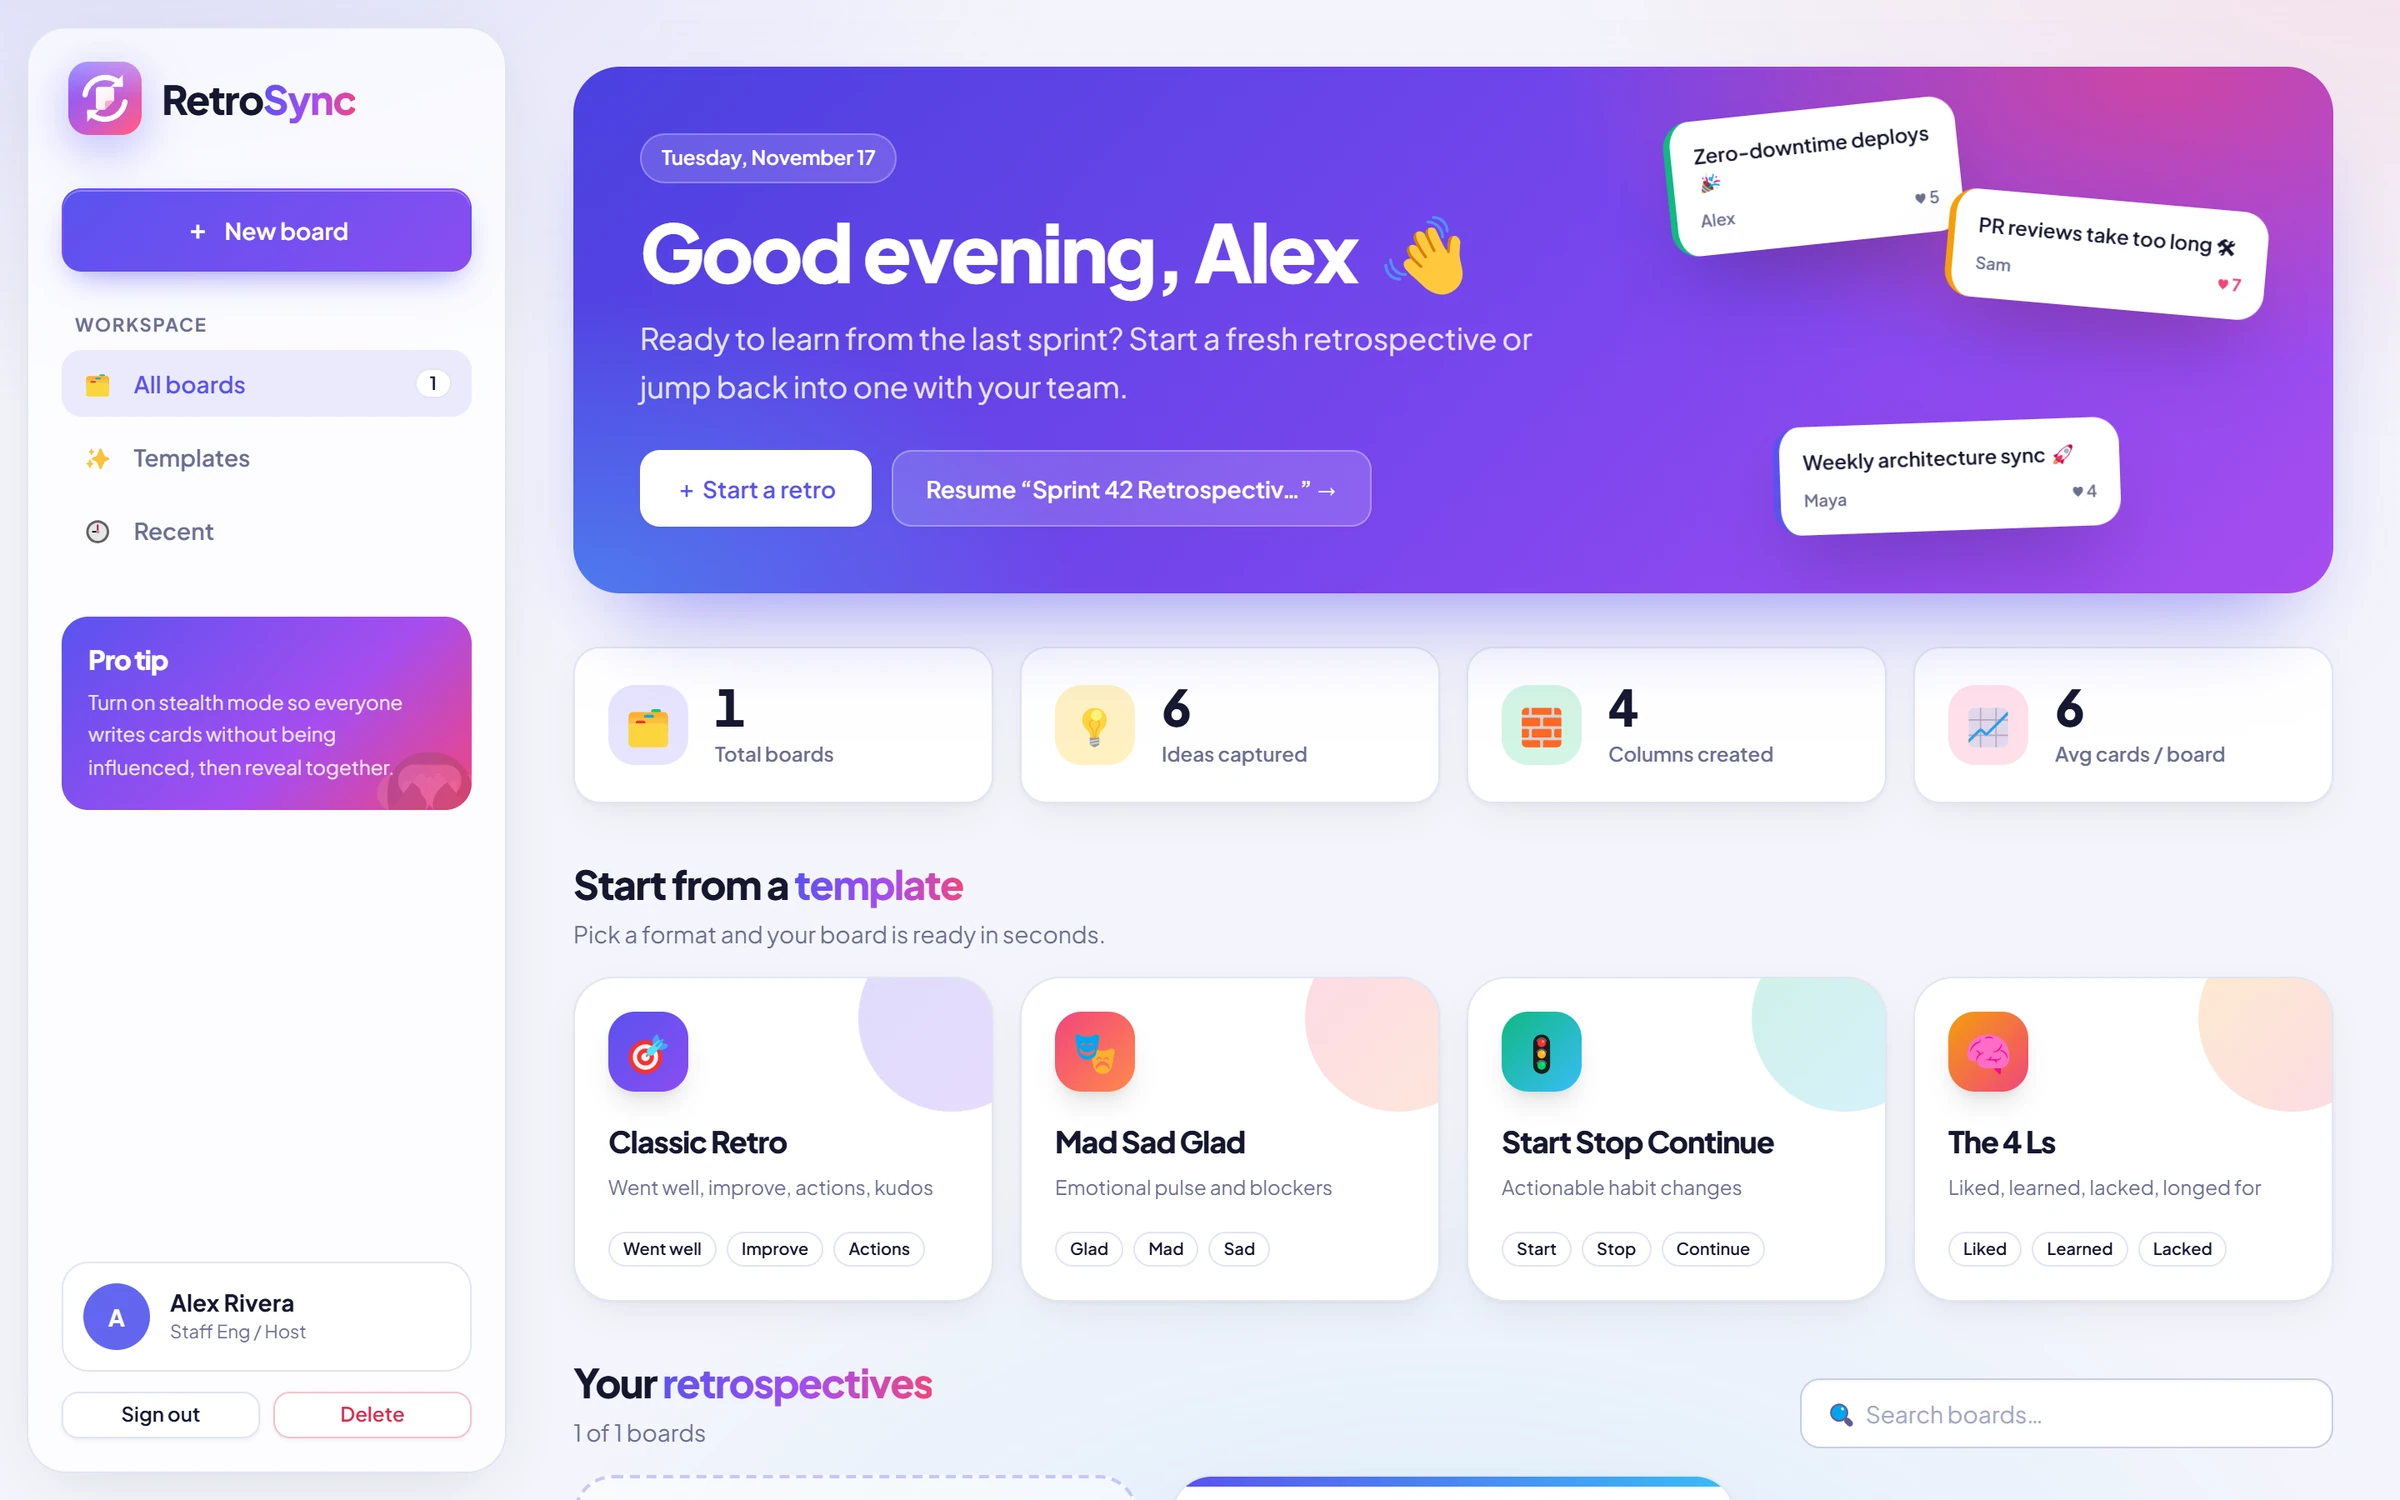 RetroSync
+ New board
WORKSPACE
All boards 1
Templates
Recent
Pro tip
Turn on stealth mode so everyone
writes cards without being
influenced, then reveal together.
Alex Rivera
Staff Eng / Host
A
Sign out
Delete
Tuesday, November 17
Good evening, Alex 👋
Ready to learn from the last sprint? Start a fresh retrospective or
jump back into one with your team.
+ Start a retro
Resume “Sprint 42 Retrospectiv…” →
Zero-downtime deploys
🎉
Alex
♥ 5
PR reviews take too long 🛠
Sam
♥ 7
Weekly architecture sync 🚀
Maya
♥ 4
1
Total boards
6
Ideas captured
4
Columns created
6
Avg cards / board
Start from a template
Pick a format and your board is ready in seconds.
Classic Retro
Went well, improve, actions, kudos
Went well
Improve
Actions
Mad Sad Glad
Emotional pulse and blockers
Glad
Mad
Sad
Start Stop Continue
Actionable habit changes
Start
Stop
Continue
The 4 Ls
Liked, learned, lacked, longed for
Liked
Learned
Lacked
Your retrospectives
1 of 1 boards
Search boards…